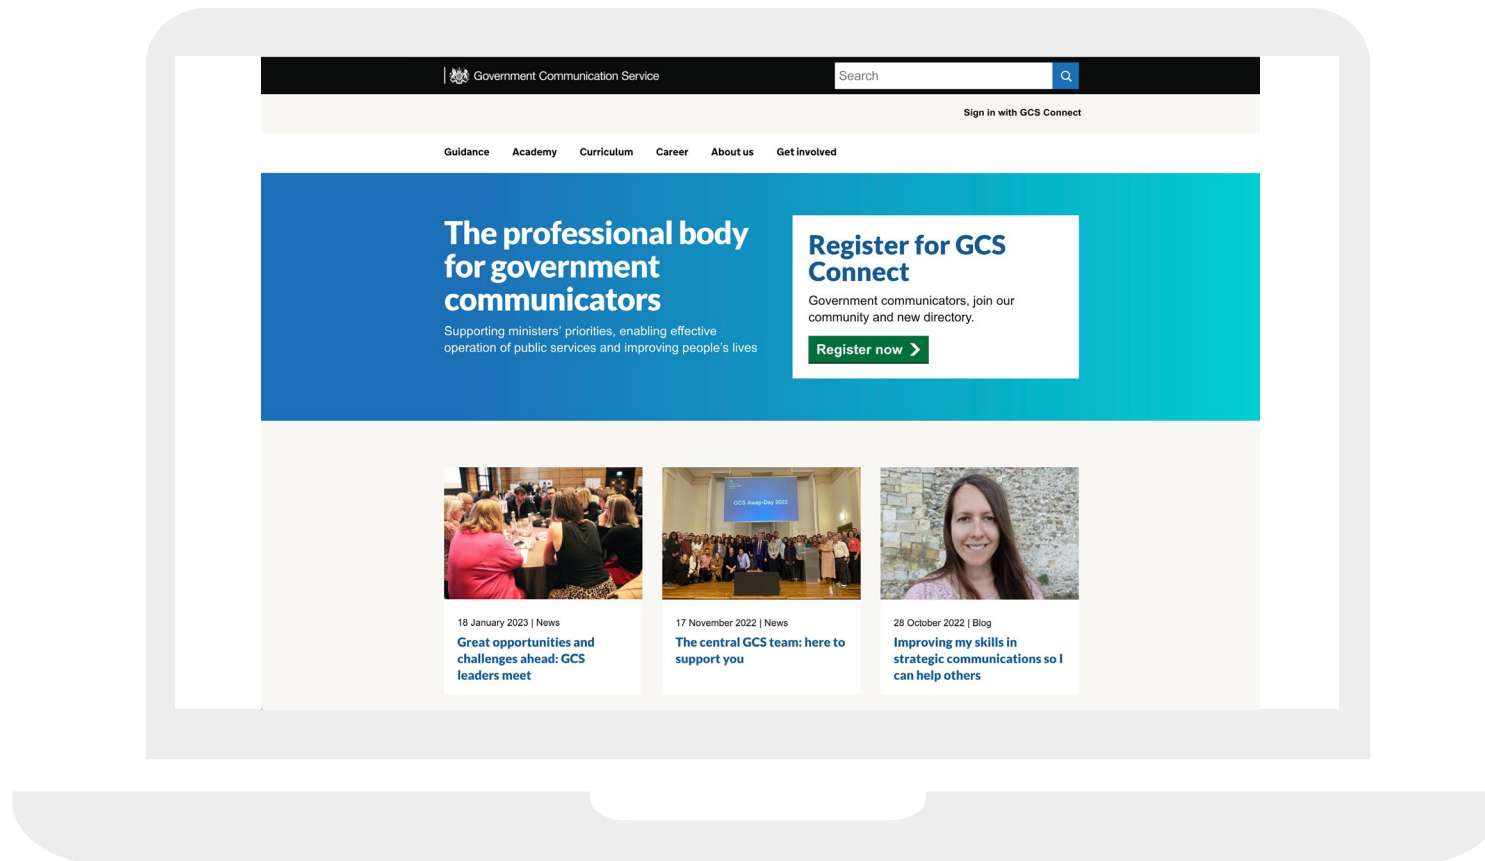 Government Communication Service
Search
Sign in with GCS Connect
Guidance Academy Curriculum Career About us Get involved
The professional body
for government
communicators
Supporting ministers' priorities, enabling effective
operation of public services and improving people's lives
Register for GCS
Connect
Government communicators, join our
community and new directory.
Register now
GCS Away-Day 2022
18 January 2023 | News
Great opportunities and
challenges ahead: GCS
leaders meet
17 November 2022 | News
The central GCS team: here to
support you
28 October 2022 | Blog
Improving my skills in
strategic communications so I
can help others